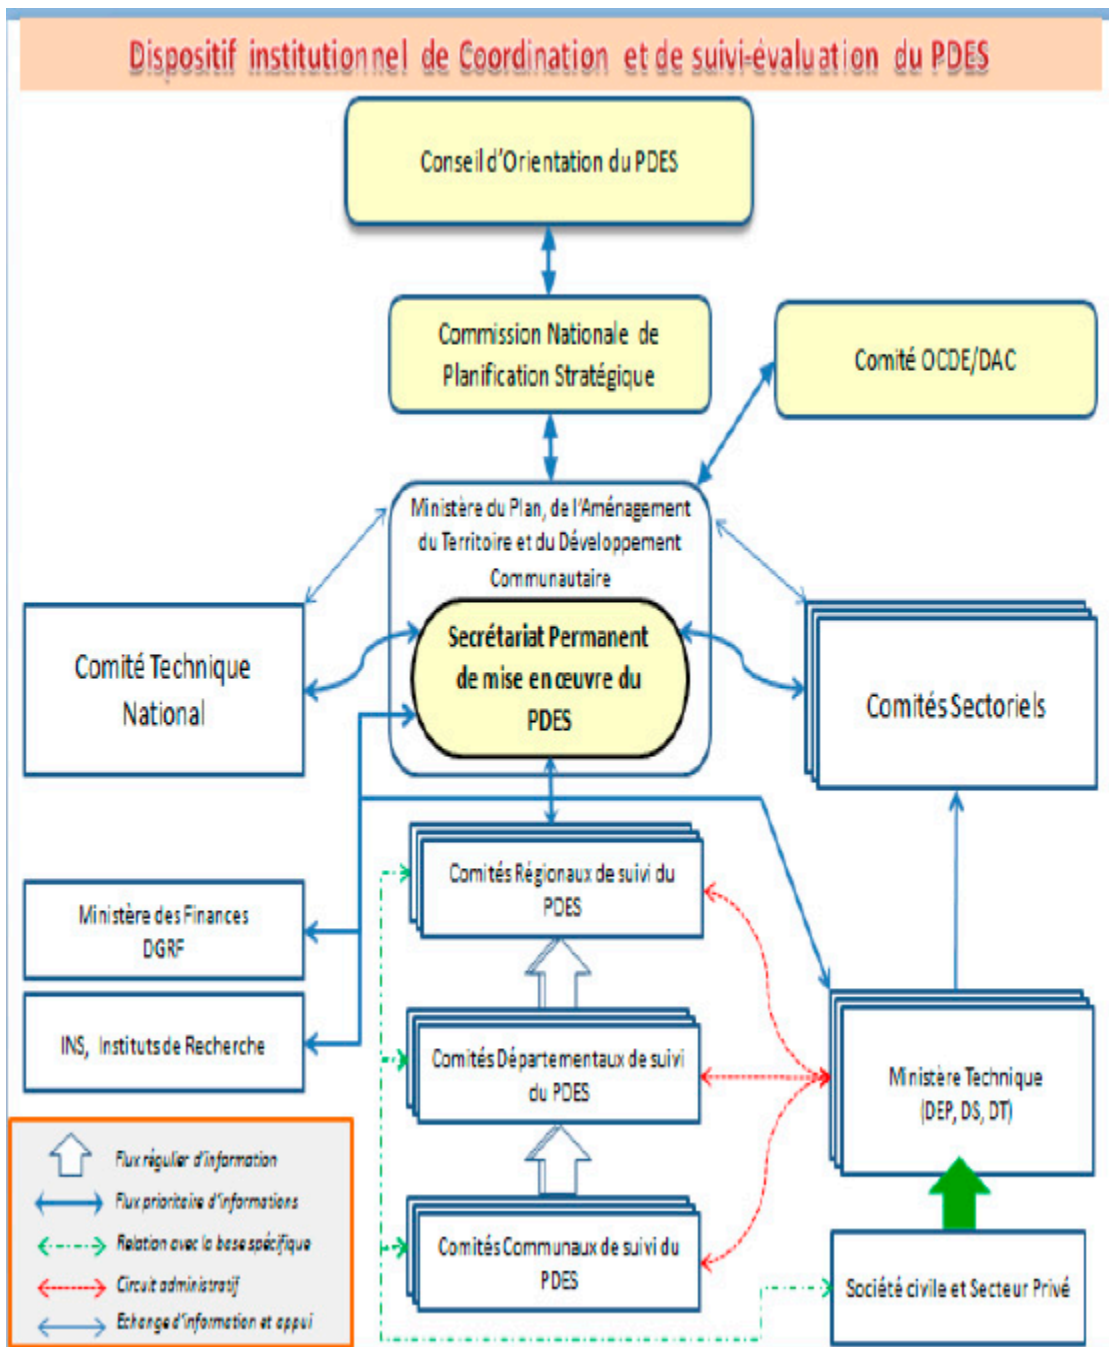 Dispositif institutionnel de Coordination et de suivi-évaluation du PDES
Conseil d'Orientation du PDES
Commission Nationale de
Planification Stratégique
Comité OCDE/DAC
Ministère du Plan, de l'Aménagement
du Territoire et du Développement
Communautaire
Secrétariat Permanent
de mise en œuvre du
PDES
Comité Technique
National
Comités Sectoriels
Comités Régionaux de suivi du
PDES
Ministère des Finances
DGRF
INS, Instituts de Recherche
Comités Départementaux de suivi
du PDES
Ministère Technique
(DEP, DS, DT)
Comités Communaux de suivi du
PDES
Société civile et Secteur Privé
Flux régulier d'information
Flux prioritaire d'informations
Relation avec la base spécifique
Circuit administratif
Echange d'information et appui